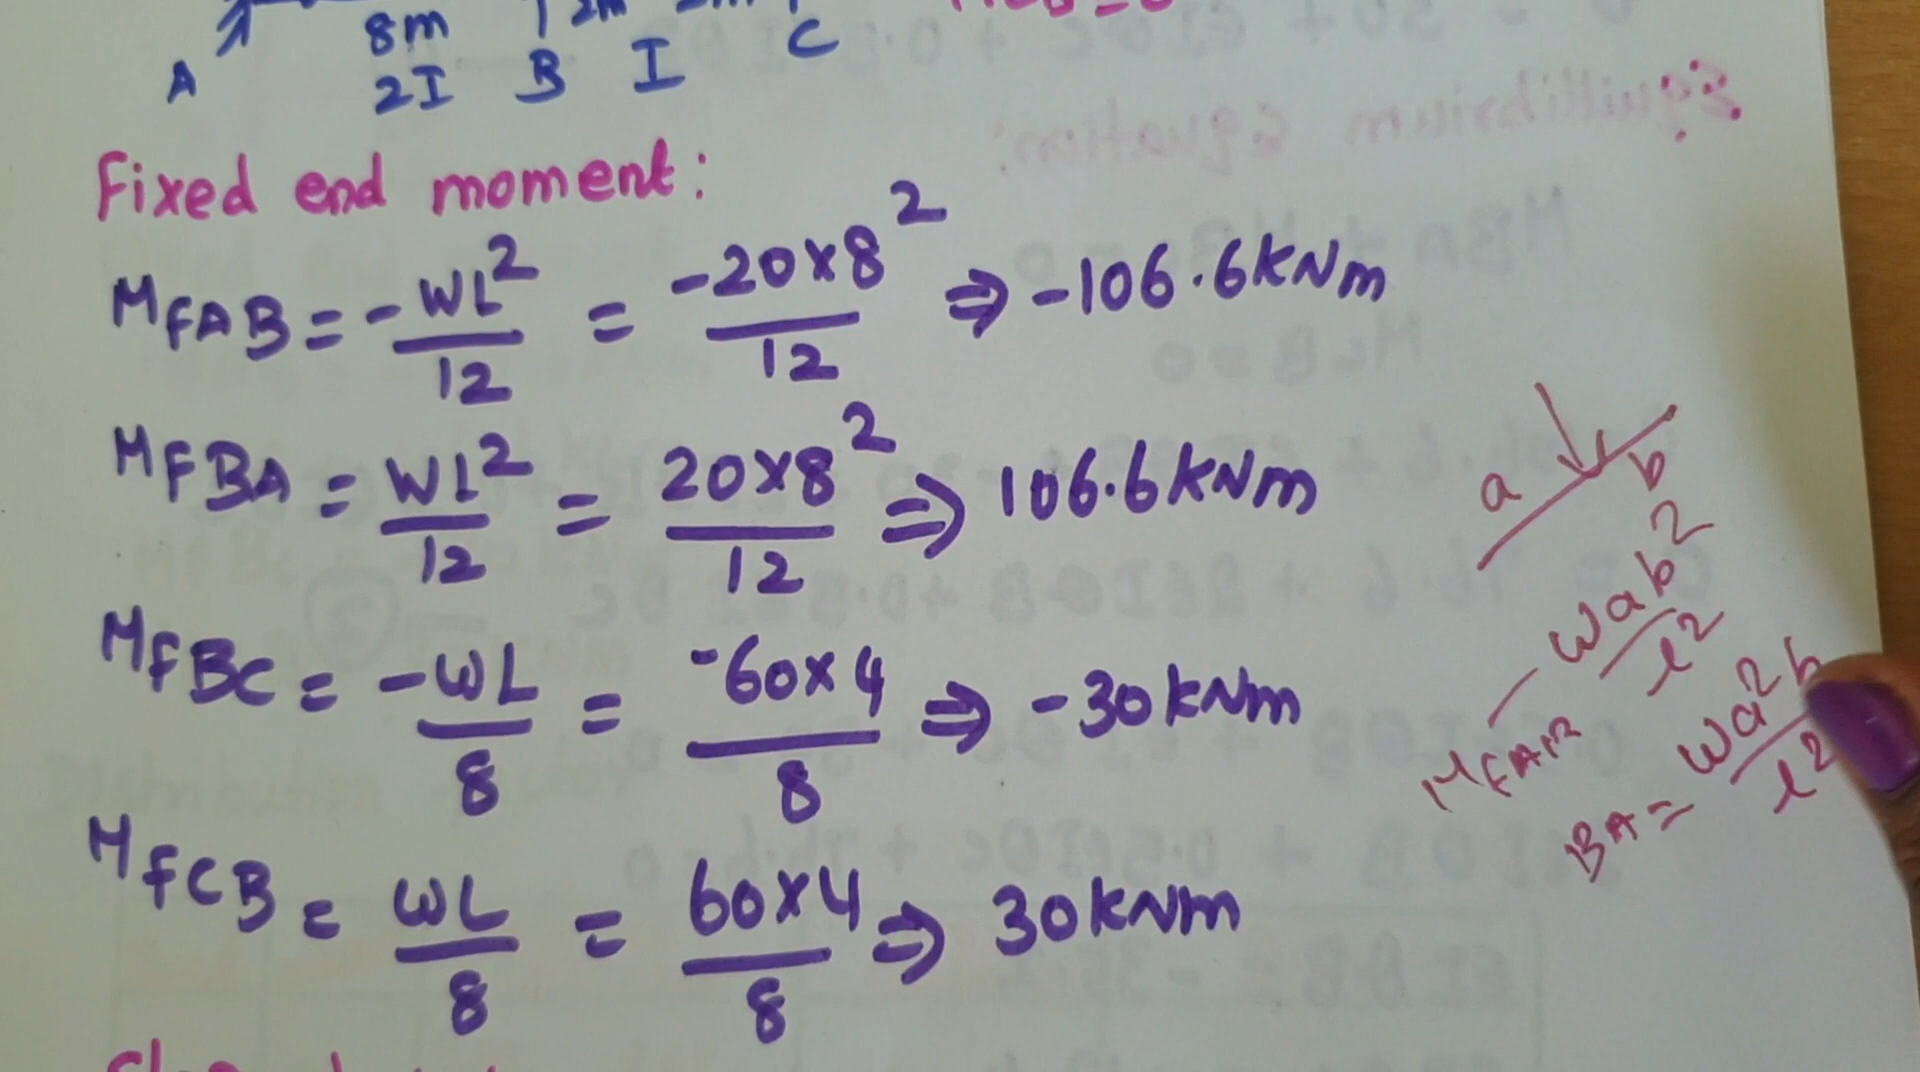 8m 2m
A 2I B I C
Fixed end moment:
MFAB = -WL²/12 = -20×8²/12 ⇒ -106.6kNm
MFBA = WL²/12 = 20×8²/12 ⇒ 106.6kNm
MFBC = -WL/8 = -60×4/8 ⇒ -30kNm
MFCB = WL/8 = 60×4/8 ⇒ 30kNm
a b
MFAB - wab²/l²
BA = wa²b/l²